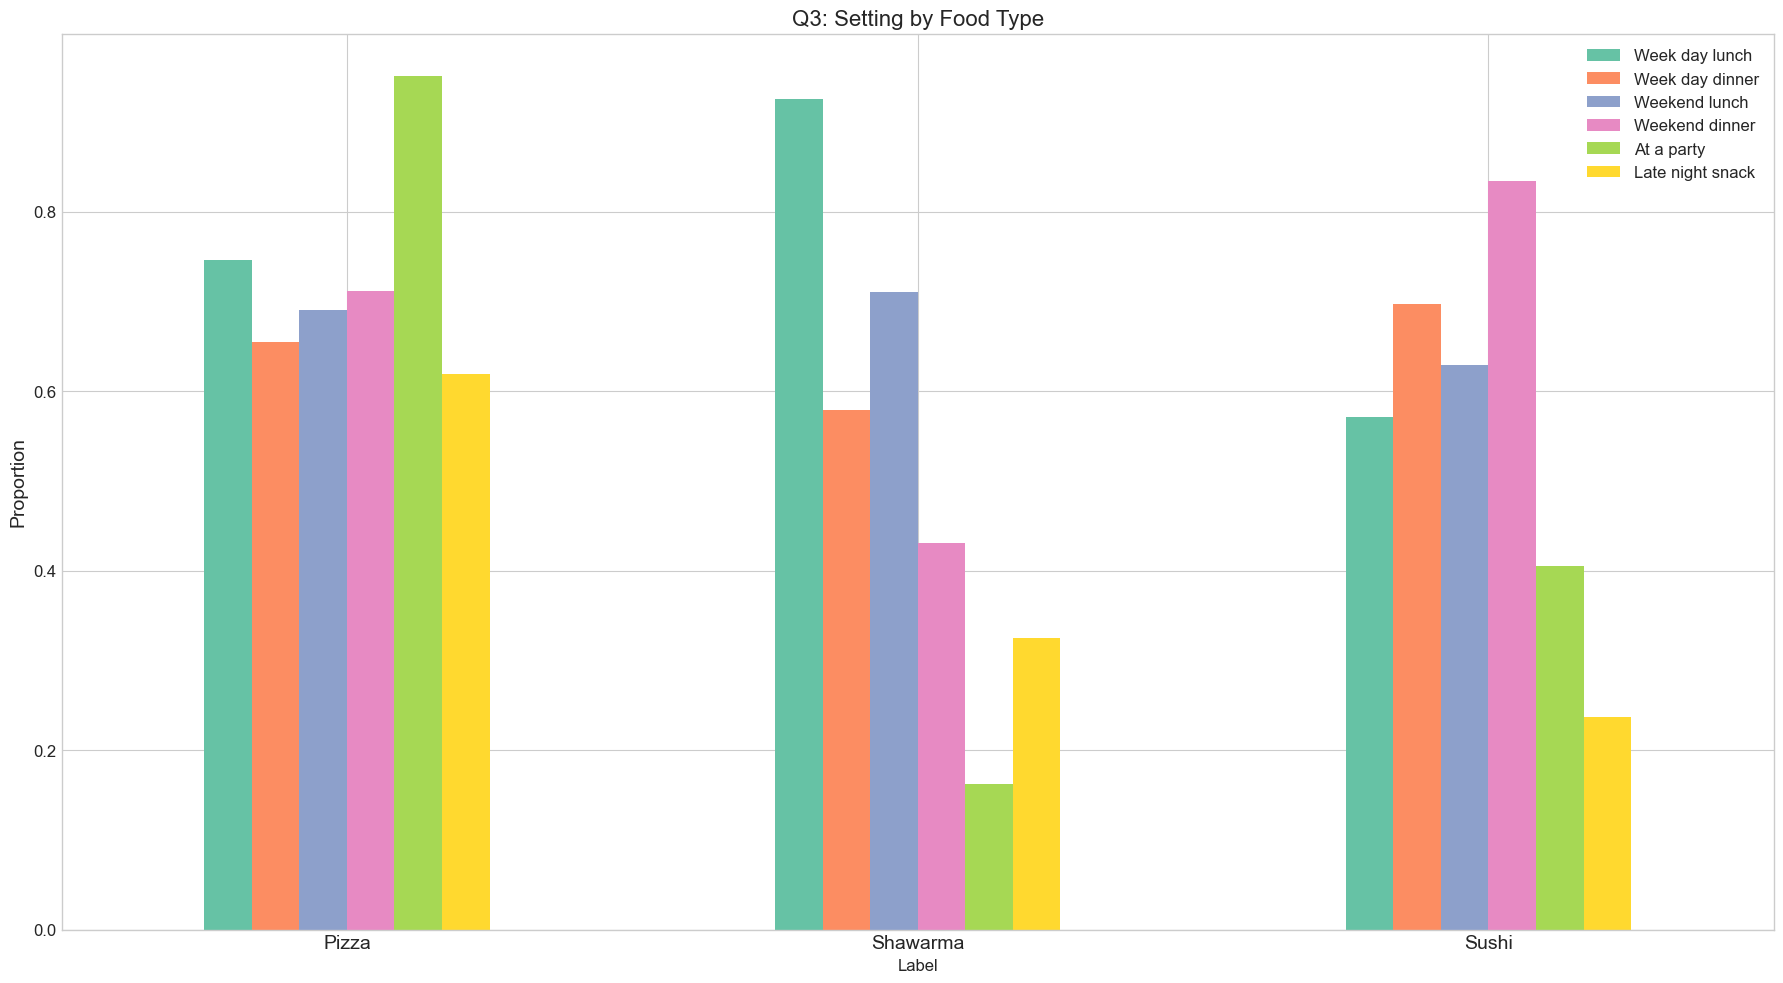 Q3: Setting by Food Type
Week day lunch
Week day dinner
Weekend lunch
Weekend dinner
At a party
Late night snack
Proportion
0.8
0.6
0.4
0.2
0.0
Pizza
Shawarma
Sushi
Label